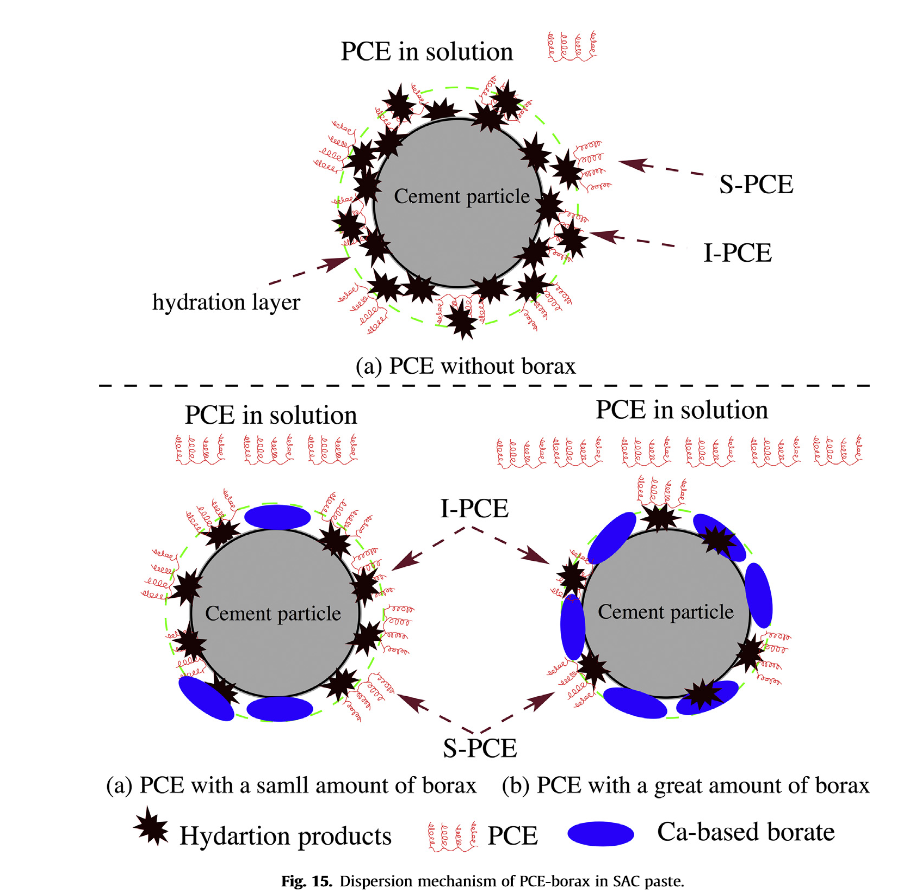 PCE in solution
Cement particle
S-PCE
I-PCE
hydration layer
(a) PCE without borax
PCE in solution
PCE in solution
I-PCE
Cement particle
Cement particle
S-PCE
(a) PCE with a samll amount of borax
(b) PCE with a great amount of borax
Hydartion products
PCE
Ca-based borate
Fig. 15. Dispersion mechanism of PCE-borax in SAC paste.